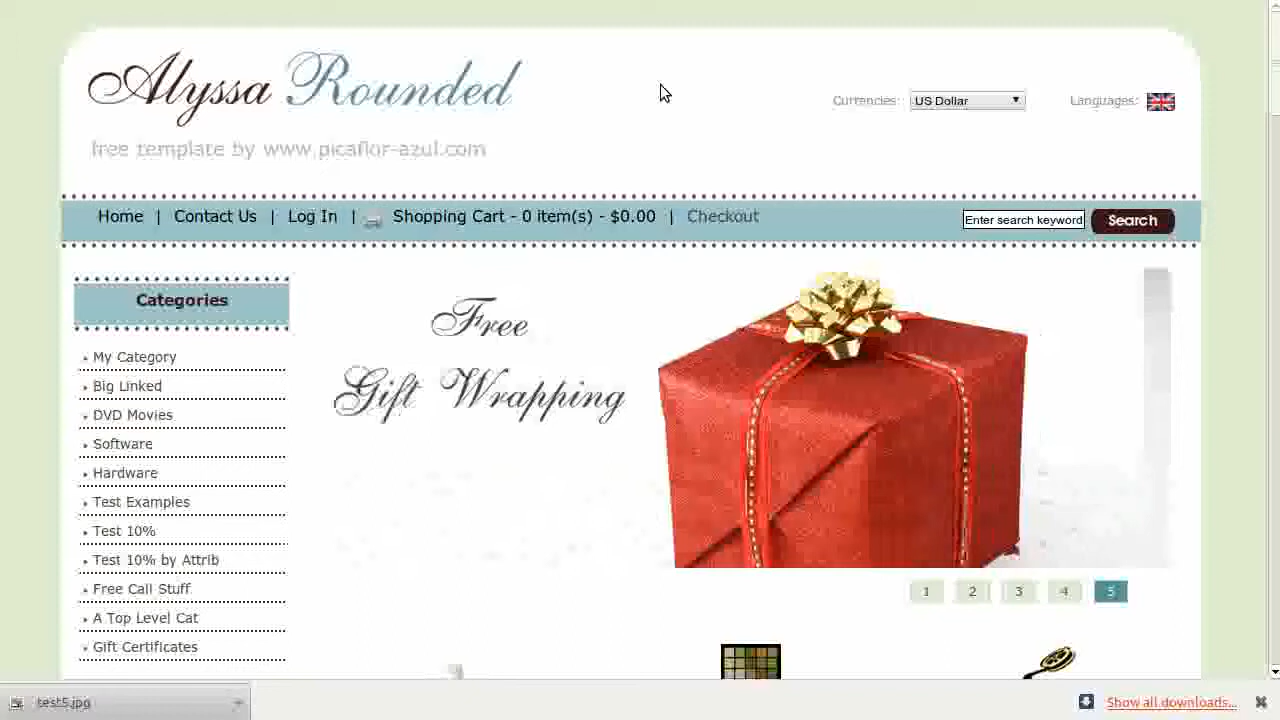 Alyssa Rounded
free template by www.picaflor-azul.com
Currencies: US Dollar
Languages:
Home | Contact Us | Log In | Shopping Cart - 0 item(s) - $0.00 | Checkout
Enter search keyword Search
Categories
My Category
Big Linked
DVD Movies
Software
Hardware
Test Examples
Test 10%
Test 10% by Attrib
Free Call Stuff
A Top Level Cat
Gift Certificates
Free
Gift Wrapping
1 2 3 4 5
test5.jpg
Show all downloads...